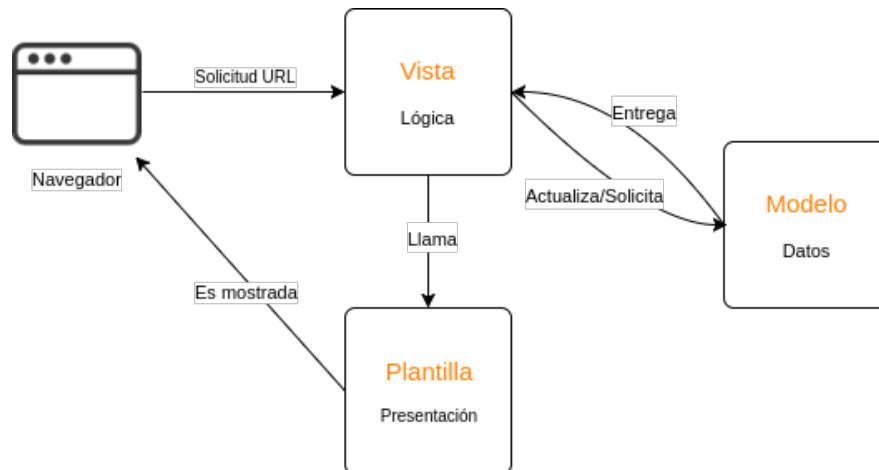 Solicitud URL
Vista
Lógica
Entrega
Navegador
Actualiza/Solicita
Modelo
Datos
Llama
Es mostrada
Plantilla
Presentación